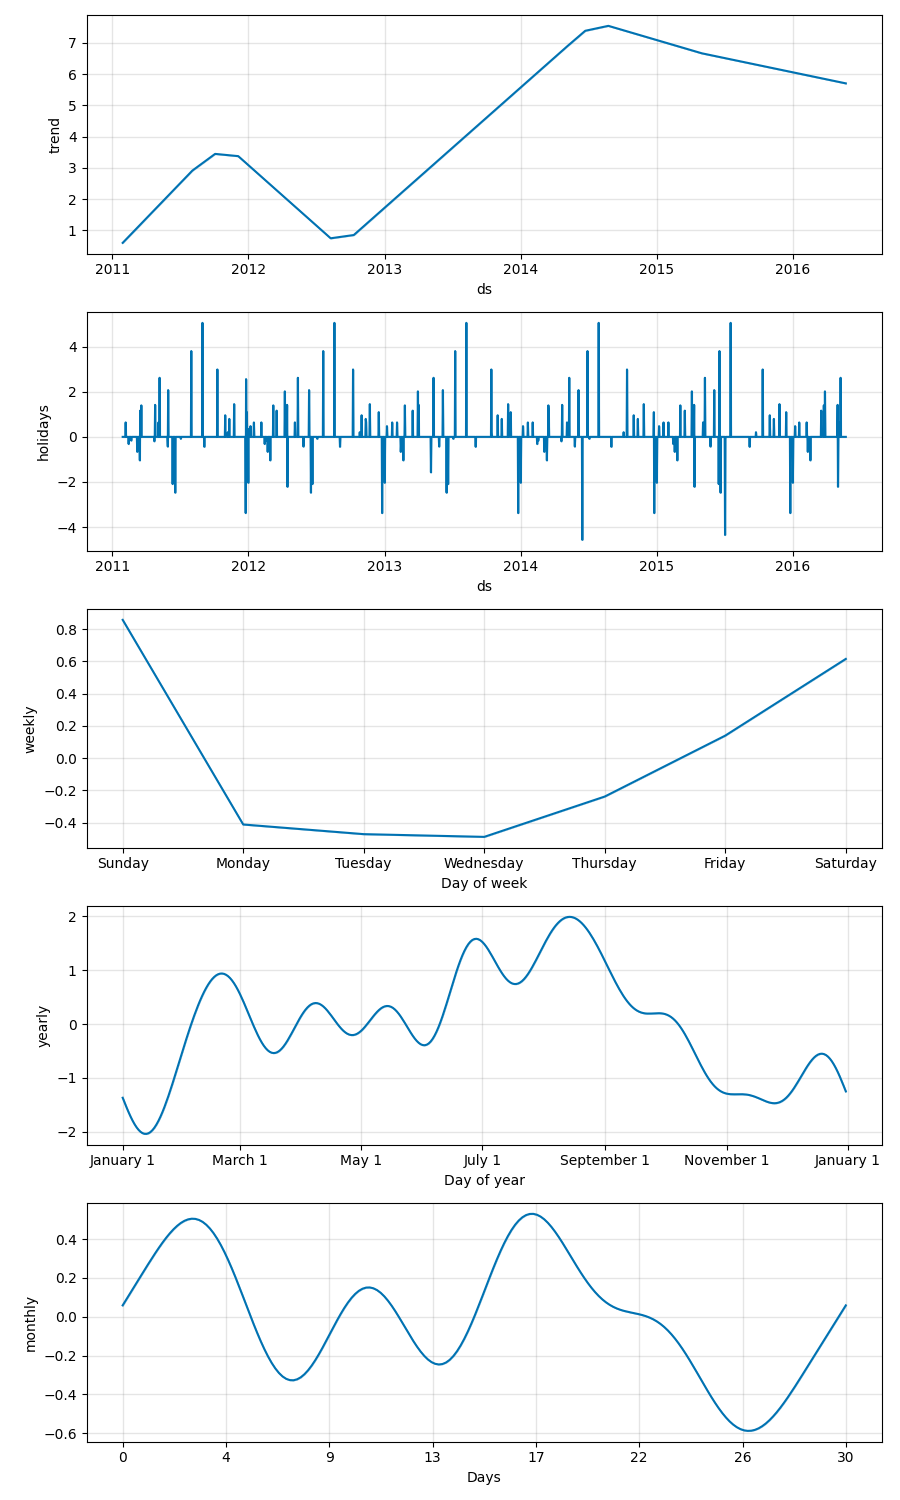 7
6
5
4
3
2
1
trend
2011 2012 2013 2014 2015 2016
ds
4
2
0
−2
−4
holidays
2011 2012 2013 2014 2015 2016
ds
0.8
0.6
0.4
0.2
0.0
−0.2
−0.4
weekly
Sunday Monday Tuesday Wednesday Thursday Friday Saturday
Day of week
2
1
0
−1
−2
yearly
January 1 March 1 May 1 July 1 September 1 November 1 January 1
Day of year
0.4
0.2
0.0
−0.2
−0.4
−0.6
monthly
0 4 9 13 17 22 26 30
Days